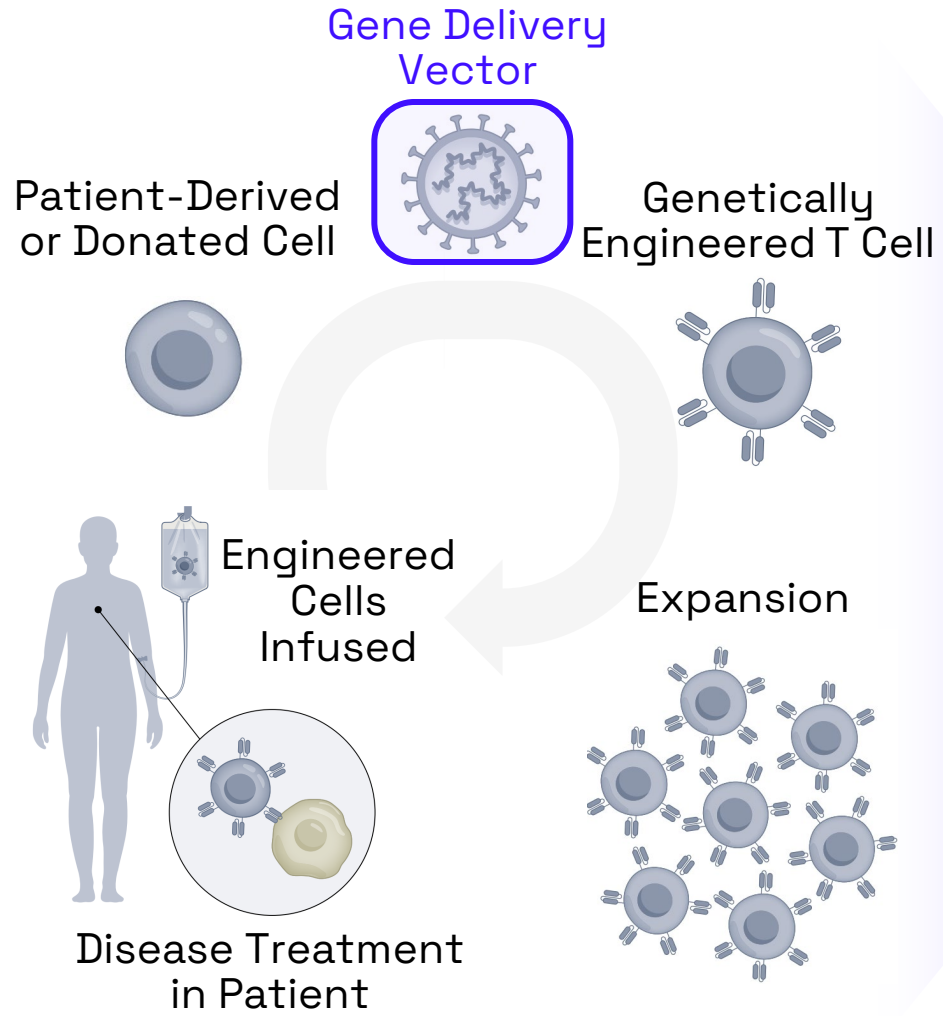 Gene Delivery
Vector
Patient-Derived
or Donated Cell
Genetically
Engineered T Cell
Engineered
Cells
Infused
Expansion
Disease Treatment
in Patient